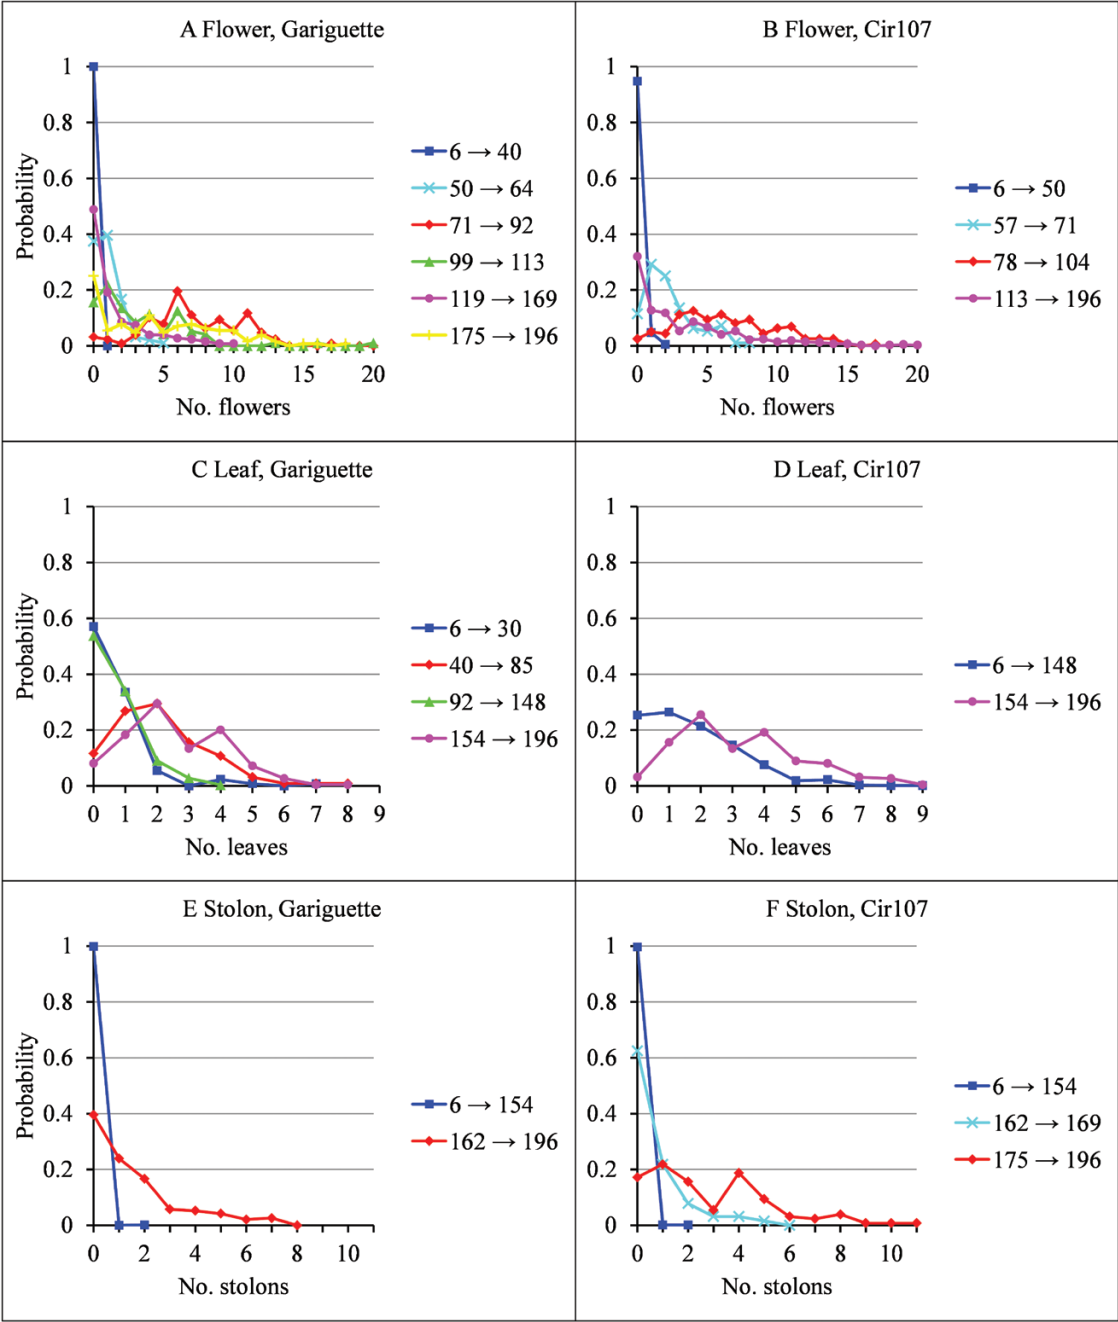 A Flower, Gariguette
1
0.8
0.6
0.4
0.2
0
Probability
0 5 10 15 20
No. flowers
6 → 40
50 → 64
71 → 92
99 → 113
119 → 169
175 → 196
B Flower, Cir107
1
0.8
0.6
0.4
0.2
0
0 5 10 15 20
No. flowers
6 → 50
57 → 71
78 → 104
113 → 196
C Leaf, Gariguette
1
0.8
0.6
0.4
0.2
0
Probability
0 1 2 3 4 5 6 7 8 9
No. leaves
6 → 30
40 → 85
92 → 148
154 → 196
D Leaf, Cir107
1
0.8
0.6
0.4
0.2
0
0 1 2 3 4 5 6 7 8 9
No. leaves
6 → 148
154 → 196
E Stolon, Gariguette
1
0.8
0.6
0.4
0.2
0
Probability
0 2 4 6 8 10
No. stolons
6 → 154
162 → 196
F Stolon, Cir107
1
0.8
0.6
0.4
0.2
0
0 2 4 6 8 10
No. stolons
6 → 154
162 → 169
175 → 196